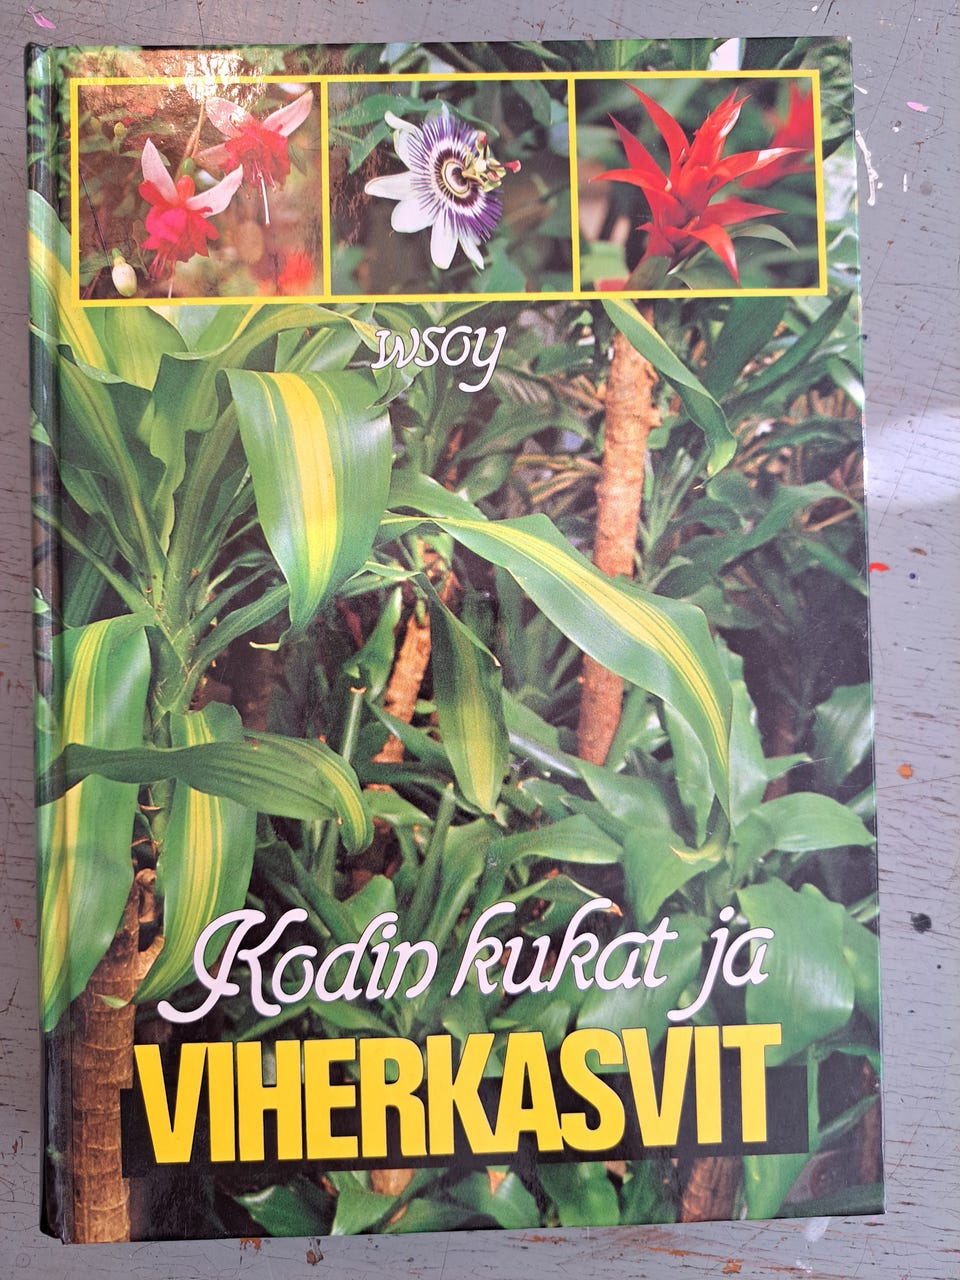 wsoy
Kodin kukat ja
VIHERKASVIT